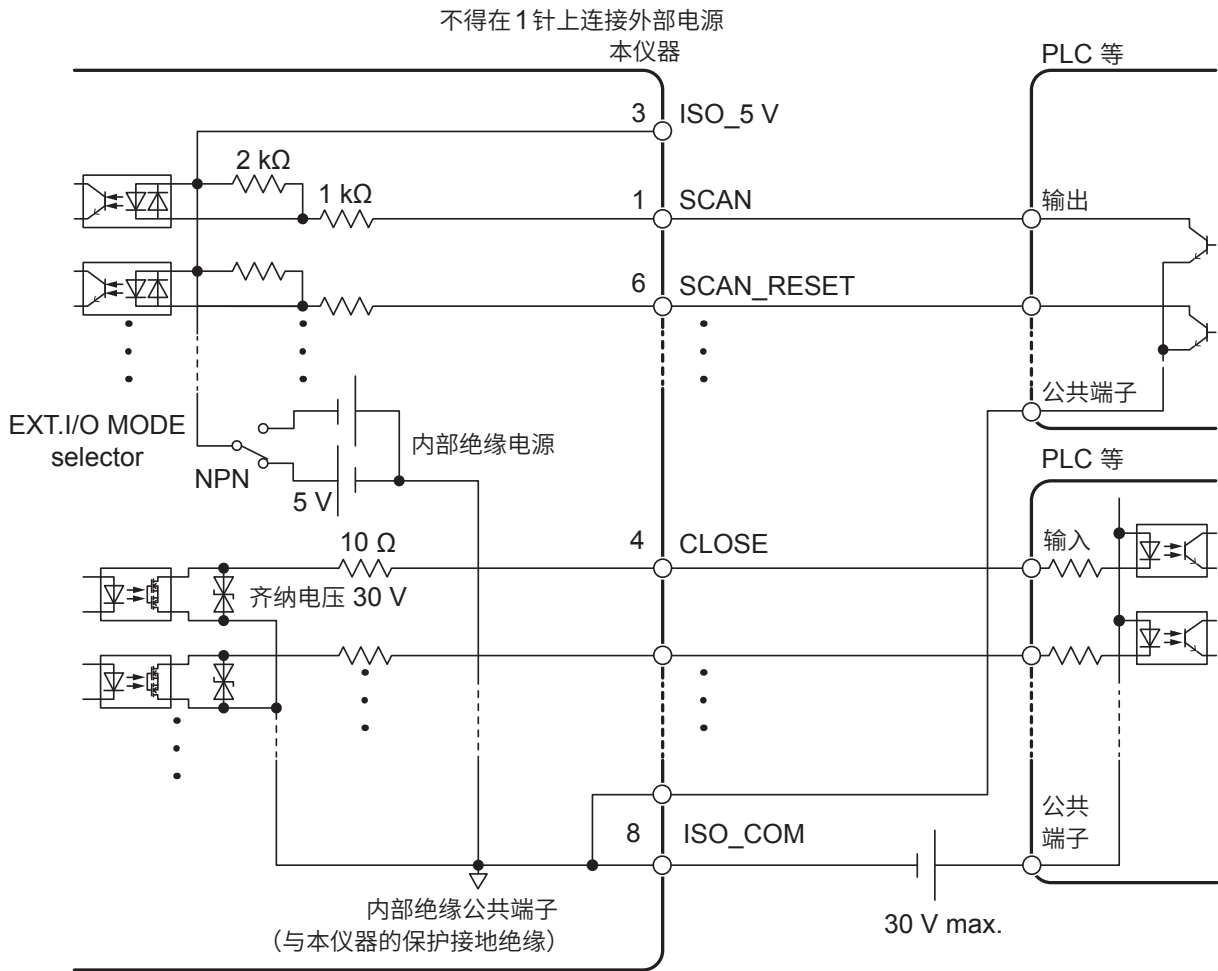 不得在1针上连接外部电源
本仪器
PLC 等
3 ISO_5 V
2 kΩ
1 kΩ
1 SCAN
输出
6 SCAN_RESET
公共端子
EXT.I/O MODE
selector
NPN
内部绝缘电源
5 V
PLC 等
10 Ω
4 CLOSE
输入
齐纳电压 30 V
公共
端子
8 ISO_COM
内部绝缘公共端子
（与本仪器的保护接地绝缘）
30 V max.